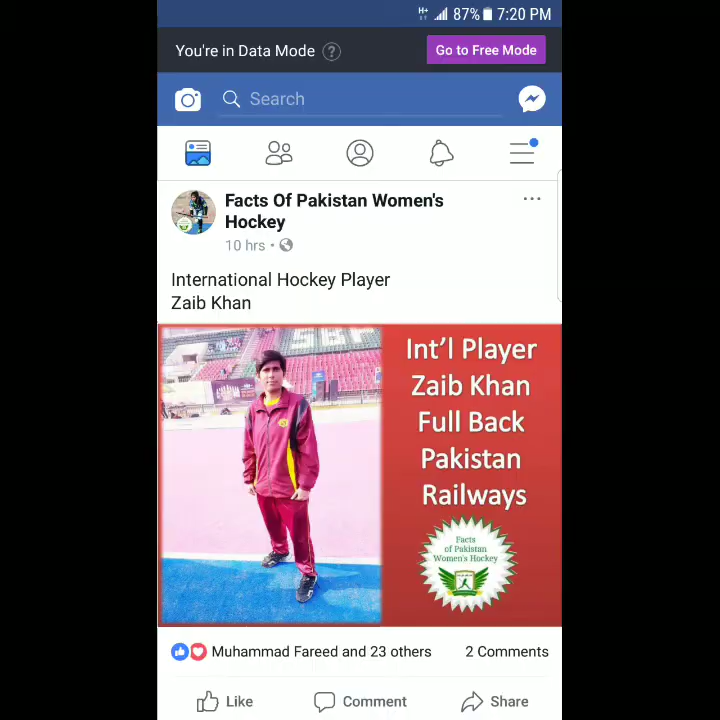 H+ 87% 7:20 PM
You're in Data Mode ?
Go to Free Mode
Search
Facts Of Pakistan Women's
Hockey
10 hrs •
International Hockey Player
Zaib Khan
SBP
Int'l Player
Zaib Khan
Full Back
Pakistan
Railways
Facts
of Pakistan
Women's Hockey
Muhammad Fareed and 23 others
2 Comments
Like
Comment
Share